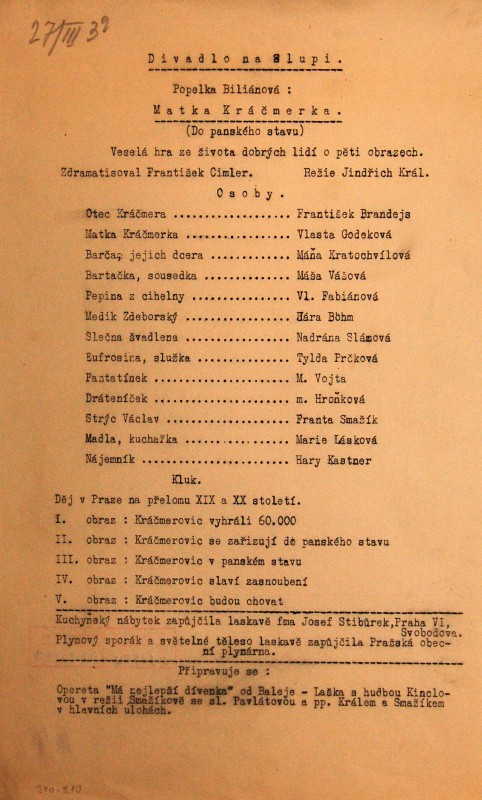 27/III 39
Divadlo na Slupi.
Popelka Biliánová :
Matka Kráčmerka.
(Do panského stavu)
Veselá hra ze života dobrých lidí o pěti obrazech.
Zdramatisoval František Cimler. Režie Jindřich Král.
Osoby.
Otec Kráčmera ................... František Brandejs
Matka Kráčmerka ................. Vlasta Godeková
Barča, jejich dcera ............. Máňa Kratochvílová
Bartačka, sousedka .............. Máša Vášová
Pepina z cihelny ................ Vl. Fabiánová
Medik Zdeborský ................. Jára Böhm
Slečna švadlena ................. Nadrána Slámová
Eufrosina, služka ............... Tylda Prčková
Pantatínek ...................... M. Vojta
Dráteníček ...................... m. Hroňková
Strýc Václav .................... Franta Smažík
Madla, kuchařka ................. Marie Lásková
Nájemník ........................ Hary Kastner
Kluk.
Děj v Praze na přelomu XIX a XX století.
I. obraz : Kráčmerovic vyhráli 60.000
II. obraz : Kráčmerovic se zařizují do panského stavu
III. obraz : Kráčmerovic v panském stavu
IV. obraz : Kráčmerovic slaví zasnoubení
V. obraz : Kráčmerovic budou chovat
Kuchyňský nábytek zapůjčila laskavě fma Josef Stibůrek,Praha VI,
Svobodova.
Plynový sporák a světelné těleso laskavě zapůjčila Pražská obec-
ní plynárna.
Připravuje se :
Opereta "Má nejlepší dívenka" od Baleje - Laška s hudbou Kinclo-
vou v režii Smažíkově se sl. Pavlátovou a pp. Králem a Smažíkem
v hlavních úlohách.